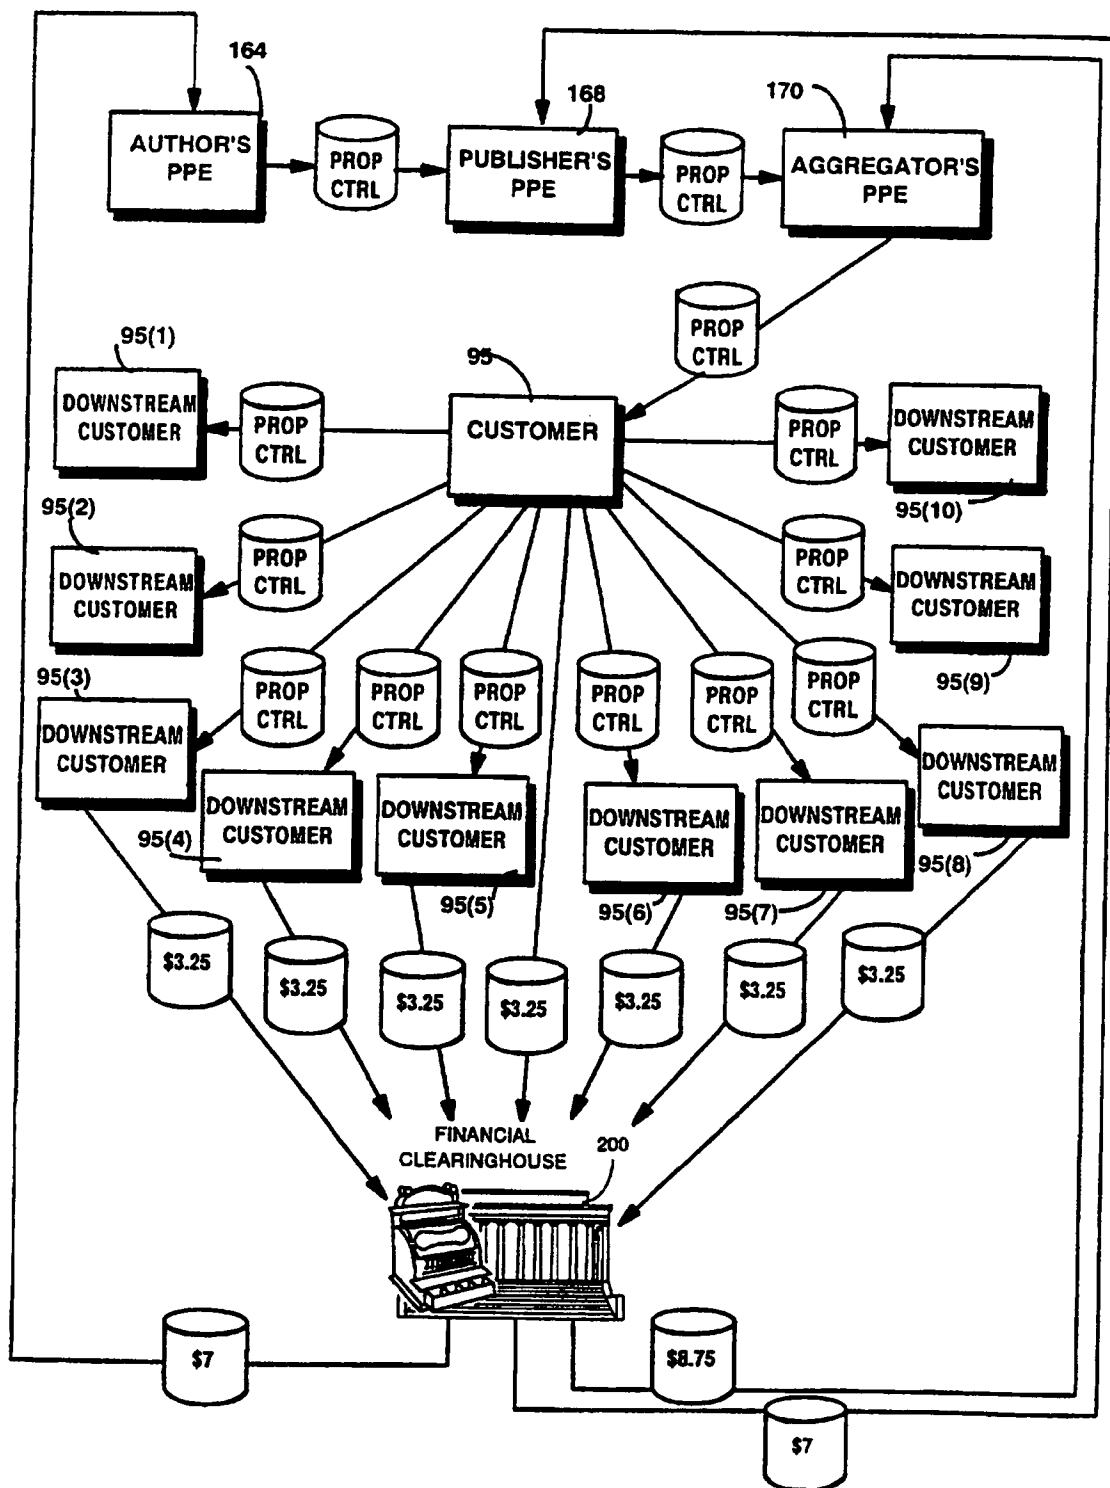 164
168
170
AUTHOR'S
PPE
PROP
CTRL
PUBLISHER'S
PPE
PROP
CTRL
AGGREGATOR'S
PPE
PROP
CTRL
95(1)
DOWNSTREAM
CUSTOMER
PROP
CTRL
95
CUSTOMER
PROP
CTRL
DOWNSTREAM
CUSTOMER
95(10)
95(2)
DOWNSTREAM
CUSTOMER
PROP
CTRL
PROP
CTRL
DOWNSTREAM
CUSTOMER
95(9)
95(3)
DOWNSTREAM
CUSTOMER
PROP
CTRL
PROP
CTRL
PROP
CTRL
PROP
CTRL
PROP
CTRL
PROP
CTRL
DOWNSTREAM
CUSTOMER
95(8)
DOWNSTREAM
CUSTOMER
95(4)
DOWNSTREAM
CUSTOMER
95(5)
DOWNSTREAM
CUSTOMER
95(6)
DOWNSTREAM
CUSTOMER
95(7)
$3.25
$3.25
$3.25
$3.25
$3.25
$3.25
$3.25
FINANCIAL
CLEARINGHOUSE
200
$7
$8.75
$7